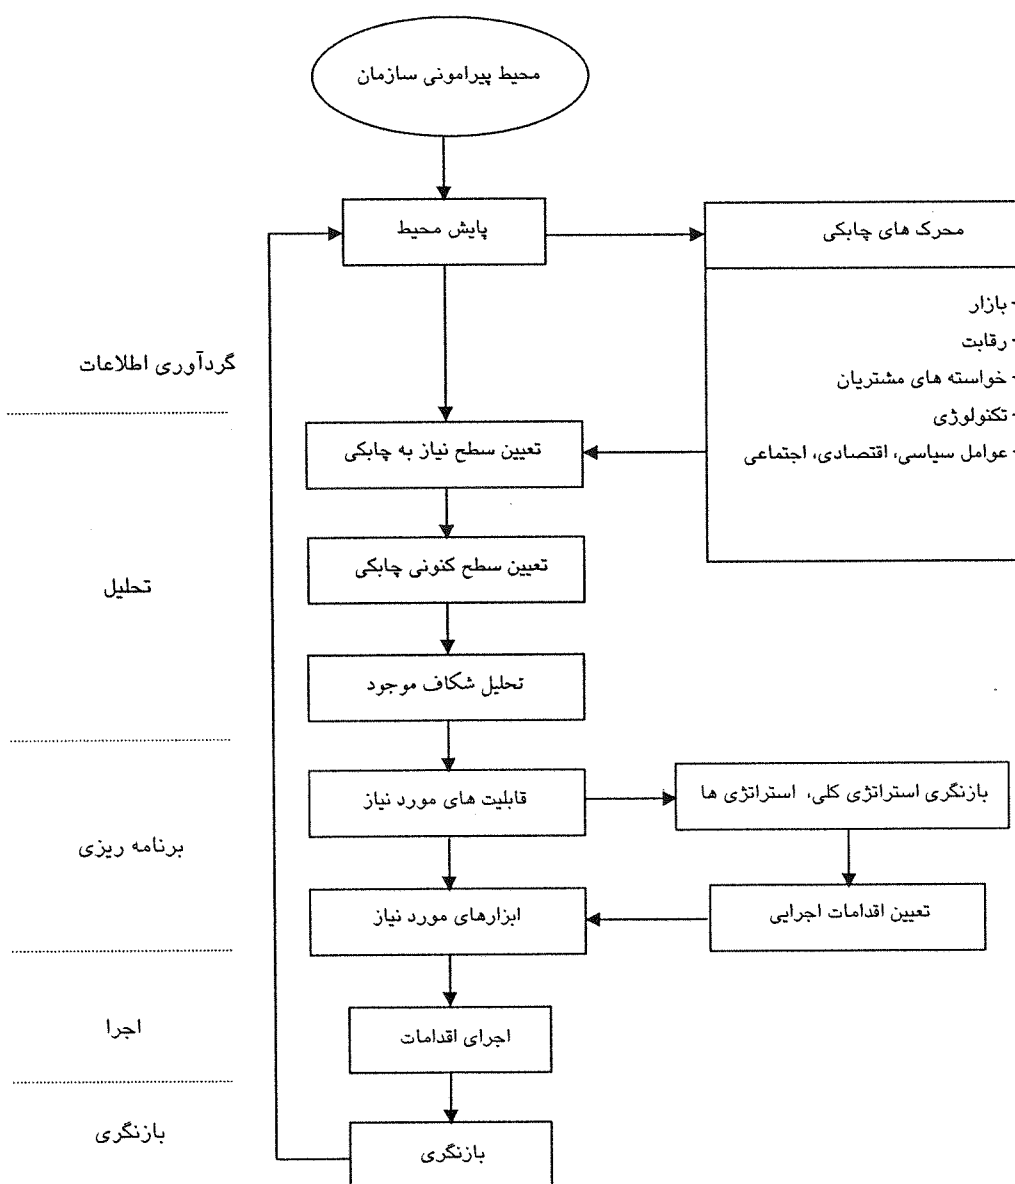 محیط پیرامونی سازمان
پایش محیط
محرک های چابکی
- بازار
- رقابت
- خواسته های مشتریان
- تکنولوژی
- عوامل سیاسی، اقتصادی، اجتماعی
گردآوری اطلاعات
تعیین سطح نیاز به چابکی
تعیین سطح کنونی چابکی
تحلیل
تحلیل شکاف موجود
قابلیت های مورد نیاز
بازنگری استراتژی کلی، استراتژی ها
برنامه ریزی
ابزارهای مورد نیاز
تعیین اقدامات اجرایی
اجرا
اجرای اقدامات
بازنگری
بازنگری